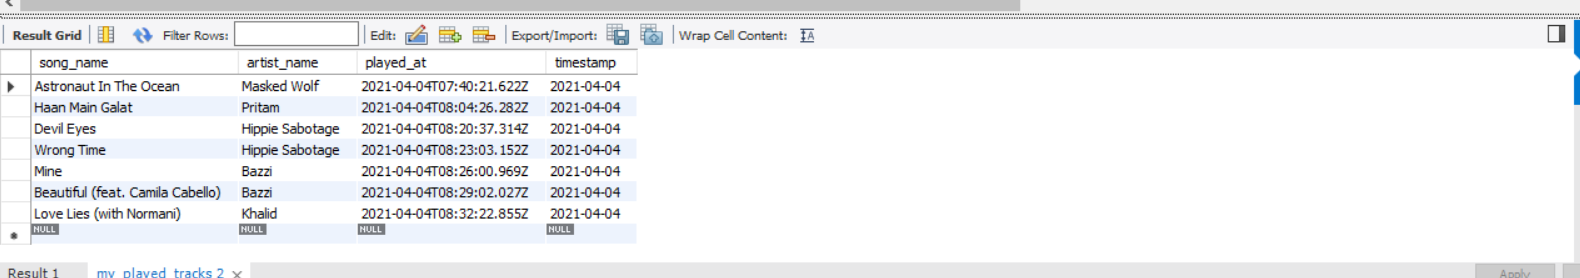 Result Grid Filter Rows: Edit: Export/Import: Wrap Cell Content: IA
song_name artist_name played_at timestamp
Astronaut In The Ocean Masked Wolf 2021-04-04T07:40:21.622Z 2021-04-04
Haan Main Galat Pritam 2021-04-04T08:04:26.282Z 2021-04-04
Devil Eyes Hippie Sabotage 2021-04-04T08:20:37.314Z 2021-04-04
Wrong Time Hippie Sabotage 2021-04-04T08:23:03.152Z 2021-04-04
Mine Bazzi 2021-04-04T08:26:00.969Z 2021-04-04
Beautiful (feat. Camila Cabello) Bazzi 2021-04-04T08:29:02.027Z 2021-04-04
Love Lies (with Normani) Khalid 2021-04-04T08:32:22.855Z 2021-04-04
NULL NULL NULL NULL
Result 1 my_played_tracks 2 Apply